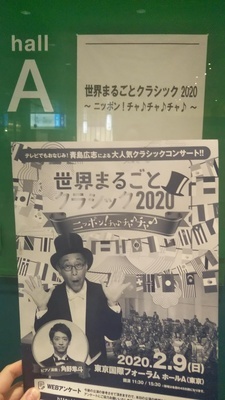 hall
A
世界まるごとクラシック 2020
～ ニッポン！チャ♪チャ♪チャ♪ ～
テレビでもおなじみ！青島広志による大人気クラシックコンサート!!
世界まるごと
クラシック2020
ニッポン！チャ♪チャ♪チャ♪
ピアノ演奏：角野隼斗
2020.2.9(日)
東京国際フォーラム ホールA(東京)
WEBアンケート